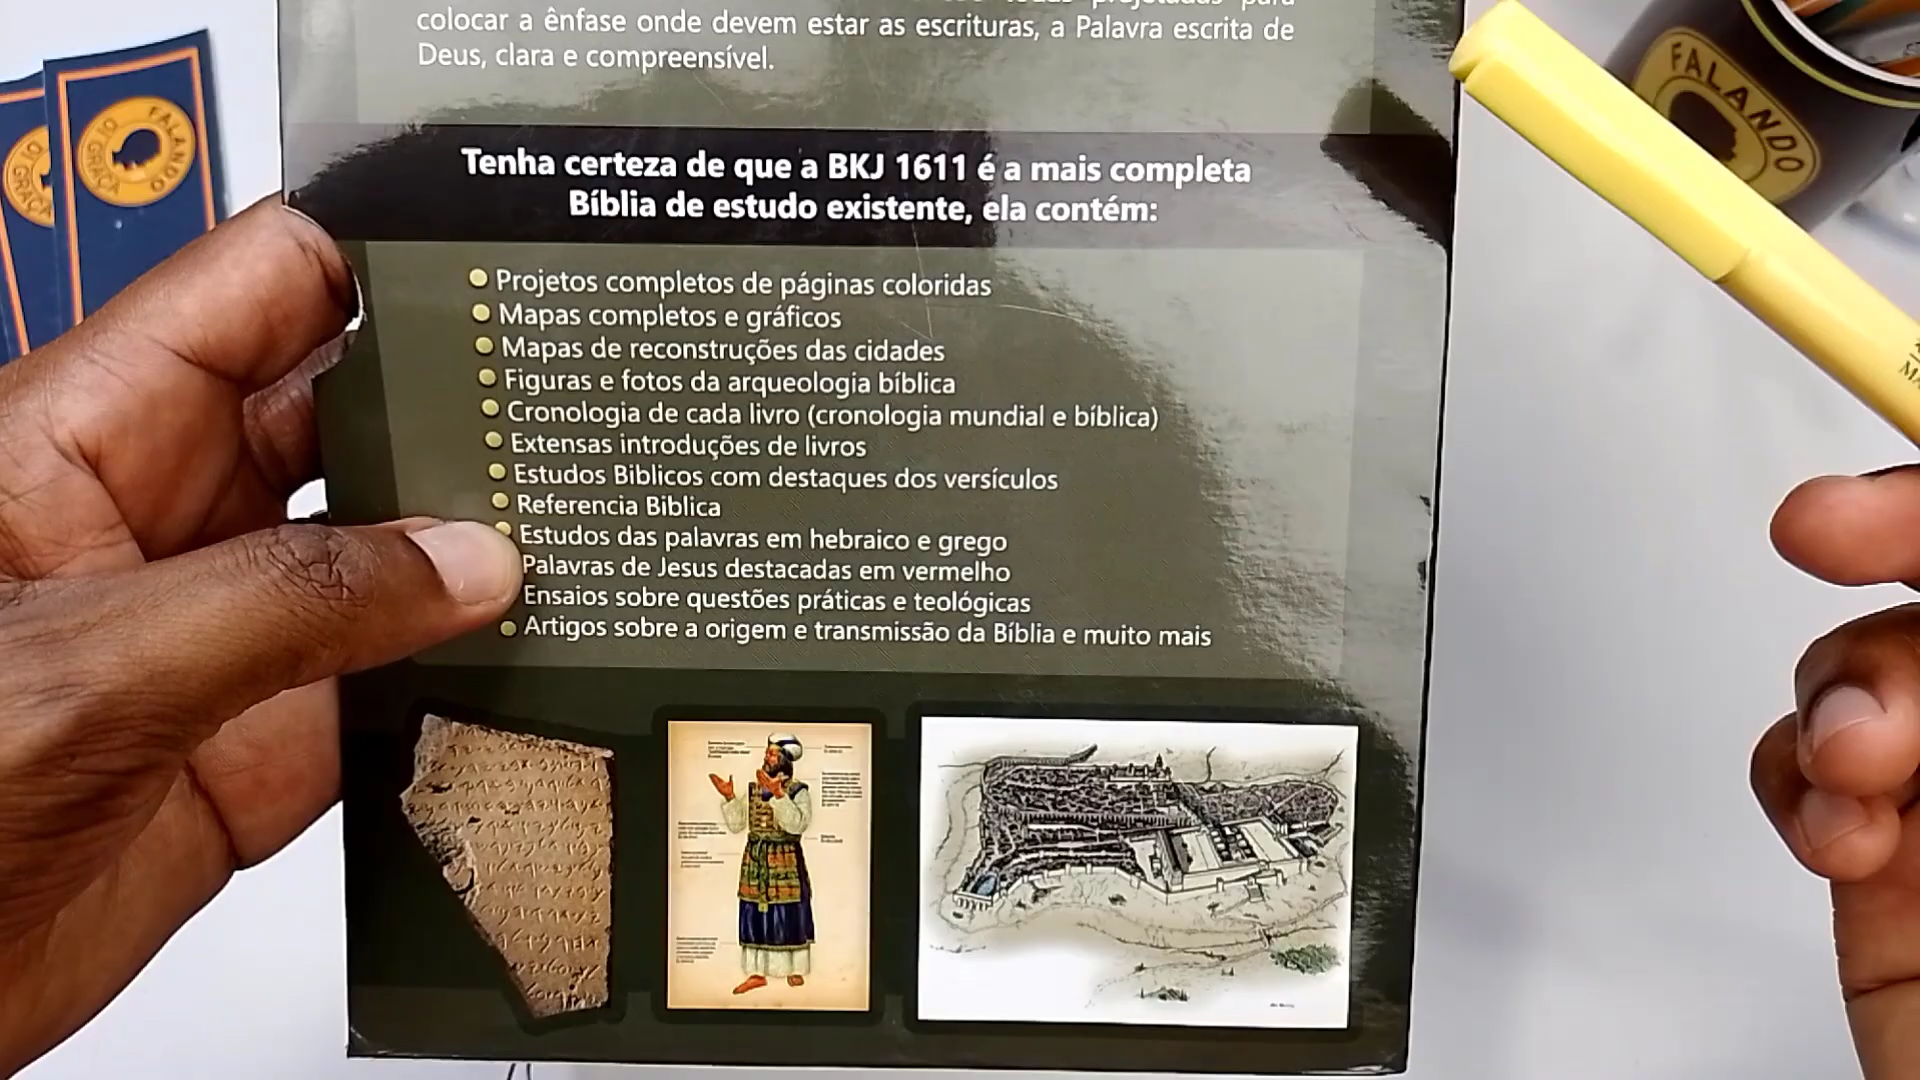 colocar a ênfase onde devem estar as escrituras, a Palavra escrita de
Deus, clara e compreensível.
Tenha certeza de que a BKJ 1611 é a mais completa
Bíblia de estudo existente, ela contém:
Projetos completos de páginas coloridas
Mapas completos e gráficos
Mapas de reconstruções das cidades
Figuras e fotos da arqueologia bíblica
Cronologia de cada livro (cronologia mundial e bíblica)
Extensas introduções de livros
Estudos Biblicos com destaques dos versículos
Referencia Biblica
Estudos das palavras em hebraico e grego
Palavras de Jesus destacadas em vermelho
Ensaios sobre questões práticas e teológicas
Artigos sobre a origem e transmissão da Bíblia e muito mais
FALANDO
GRAÇA
FALANDO